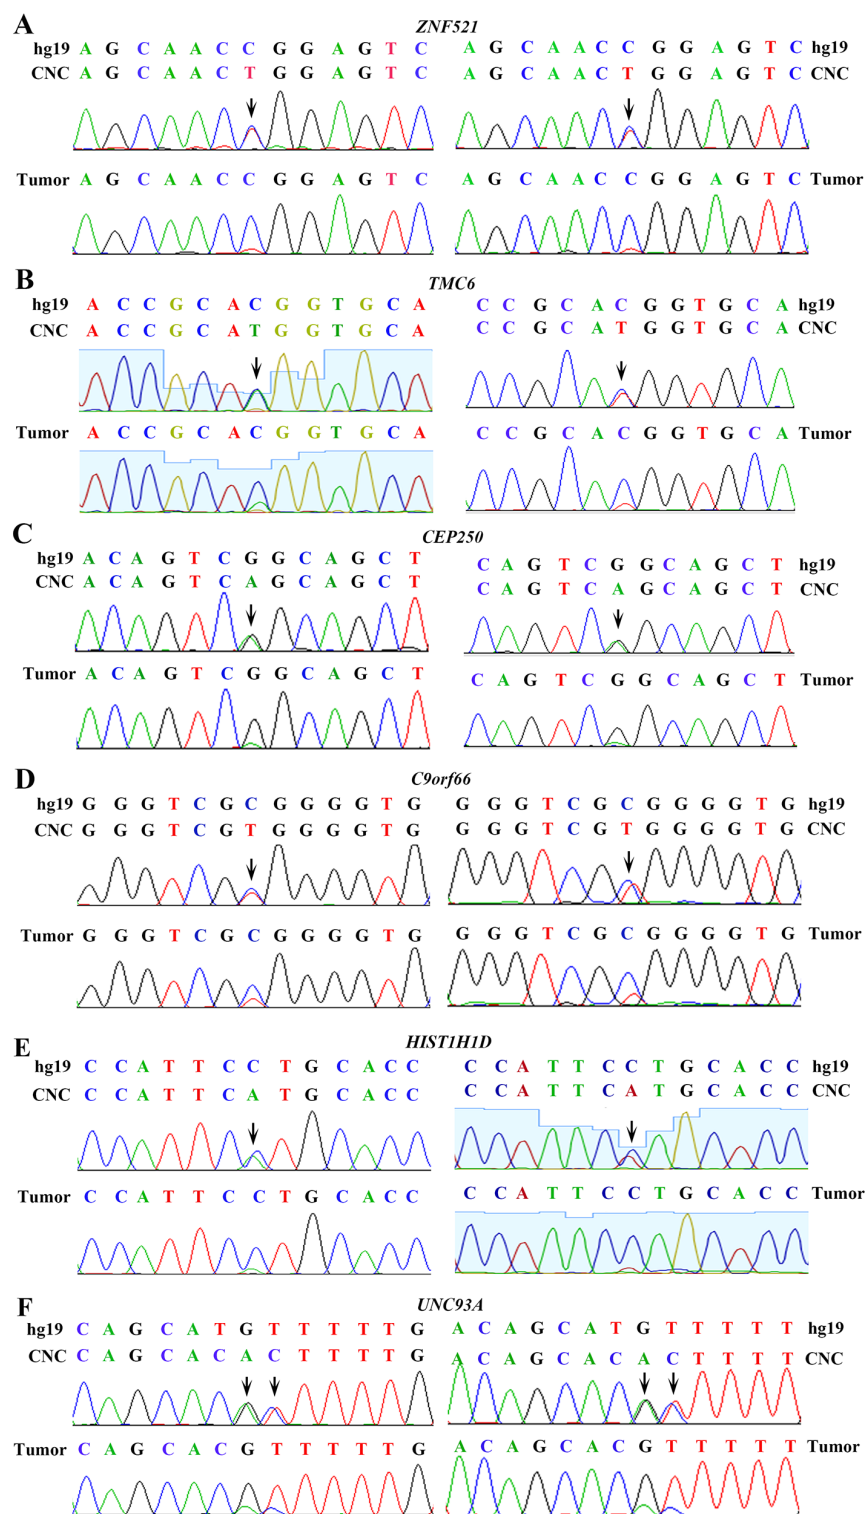 A
ZNF521
hg19 A G C A A C C G G A G T C A G C A A C C G G A G T C hg19
CNC A G C A A C T G G A G T C A G C A A C T G G A G T C CNC
Tumor A G C A A C C G G A G T C A G C A A C C G G A G T C Tumor
B
TMC6
hg19 A C C G C A C G G T G C A C C G C A C G G T G C A hg19
CNC A C C G C A T G G T G C A C C G C A T G G T G C A CNC
Tumor A C C G C A C G G T G C A C C G C A C G G T G C A Tumor
C
CEP250
hg19 A C A G T C G G C A G C T C A G T C G G C A G C T hg19
CNC A C A G T C A G C A G C T C A G T C A G C A G C T CNC
Tumor A C A G T C G G C A G C T C A G T C G G C A G C T Tumor
D
C9orf66
hg19 G G G T C G C G G G G T G G G G T C G C G G G G T G hg19
CNC G G G T C G T G G G G T G G G G T C G T G G G G T G CNC
Tumor G G G T C G C G G G G T G G G G T C G C G G G G T G Tumor
E
HIST1H1D
hg19 C C A T T C C T G C A C C C C A T T C C T G C A C C hg19
CNC C C A T T C A T G C A C C C C A T T C A T G C A C C CNC
Tumor C C A T T C C T G C A C C C C A T T C C T G C A C C Tumor
F
UNC93A
hg19 C A G C A T G T T T T T G A C A G C A T G T T T T T hg19
CNC C A G C A C A C T T T T G A C A G C A C A C T T T T CNC
Tumor C A G C A C G T T T T T G A C A G C A C G T T T T T Tumor